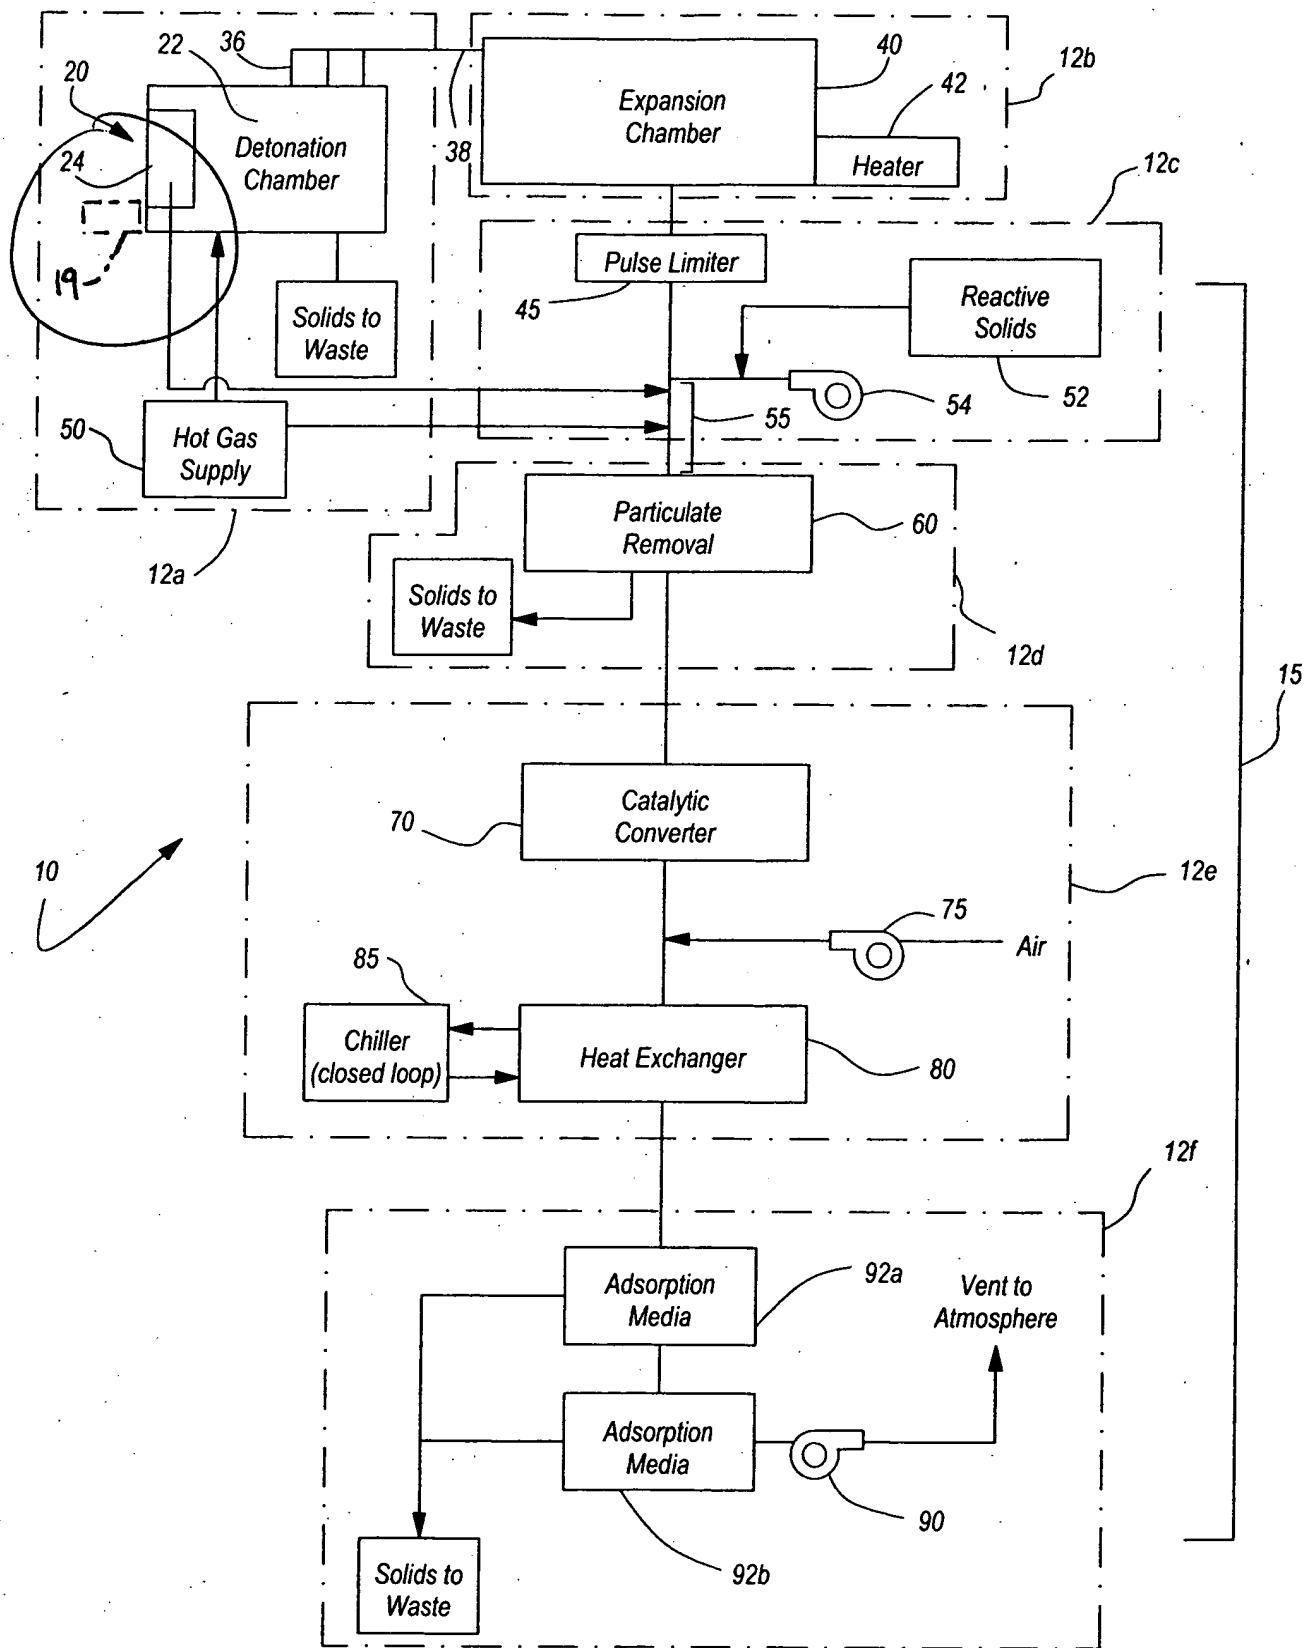 36
22
20
24
Detonation
Chamber
19
Solids to
Waste
50
Hot Gas
Supply
12a
38
Expansion
Chamber
40
42
Heater
12b
12c
Pulse Limiter
45
Reactive
Solids
52
54
55
Particulate
Removal
60
Solids to
Waste
12d
15
10
Catalytic
Converter
70
12e
75
Air
85
Chiller
(closed loop)
Heat Exchanger
80
12f
Adsorption
Media
92a
Vent to
Atmosphere
Adsorption
Media
90
92b
Solids to
Waste